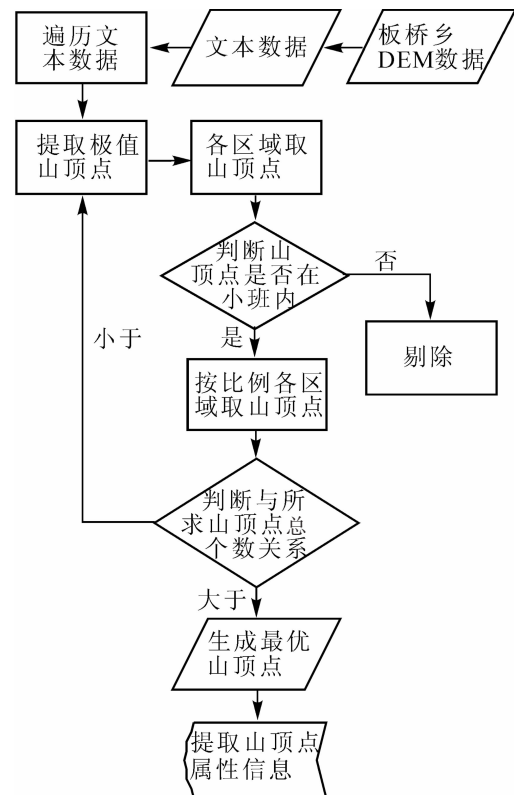 遍历文
本数据
文本数据
板桥乡
DEM数据
提取极值
山顶点
各区域取
山顶点
判断山
顶点是否在
小班内
否
剔除
小于
是
按比例各区
域取山顶点
判断与所
求山顶点总
个数关系
大于
生成最优
山顶点
提取山顶点
属性信息